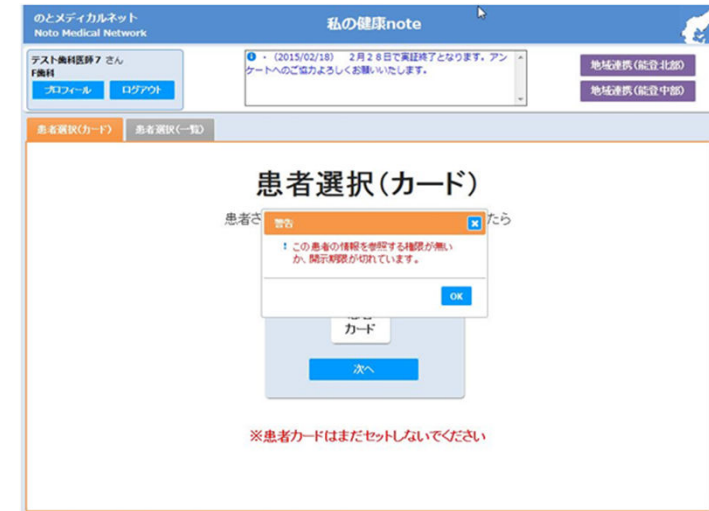 のとメディカルネット
Noto Medical Network
私の健康note
テスト歯科医師7 さん
F歯科
プロフィール ログアウト
・ (2015/02/18) 2月28日で実証終了となります。アン
ケートへのご協力よろしくお願いいたします。
地域連携(能登北部)
地域連携(能登中部)
患者選択(カード) 患者選択(一覧)
患者選択(カード)
患者さ
たら
警告
この患者の情報を参照する権限が無い
か、開示期限が切れています。
OK
カード
次へ
※患者カードはまだセットしないでください